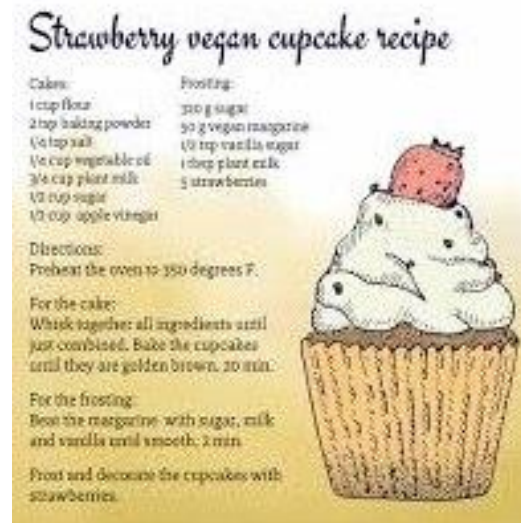 Strawberry vegan cupcake recipe
Cakes:
1 cup flour
2 tsp baking powder
1/4 tsp salt
1/4 cup vegetable oil
3/4 cup plant milk
1/2 cup sugar
1/2 cup apple vinegar
Frosting:
320 g sugar
50 g vegan margarine
1/2 tsp vanilla sugar
1 tbsp plant milk
5 strawberries
Directions:
Preheat the oven to 350 degrees F.
For the cake:
Whisk together all ingredients until
just combined. Bake the cupcakes
until they are golden brown, 20 min.
For the frosting:
Beat the margarine with sugar, milk
and vanilla until smooth, 2 min.
Frost and decorate the cupcakes with
strawberries.